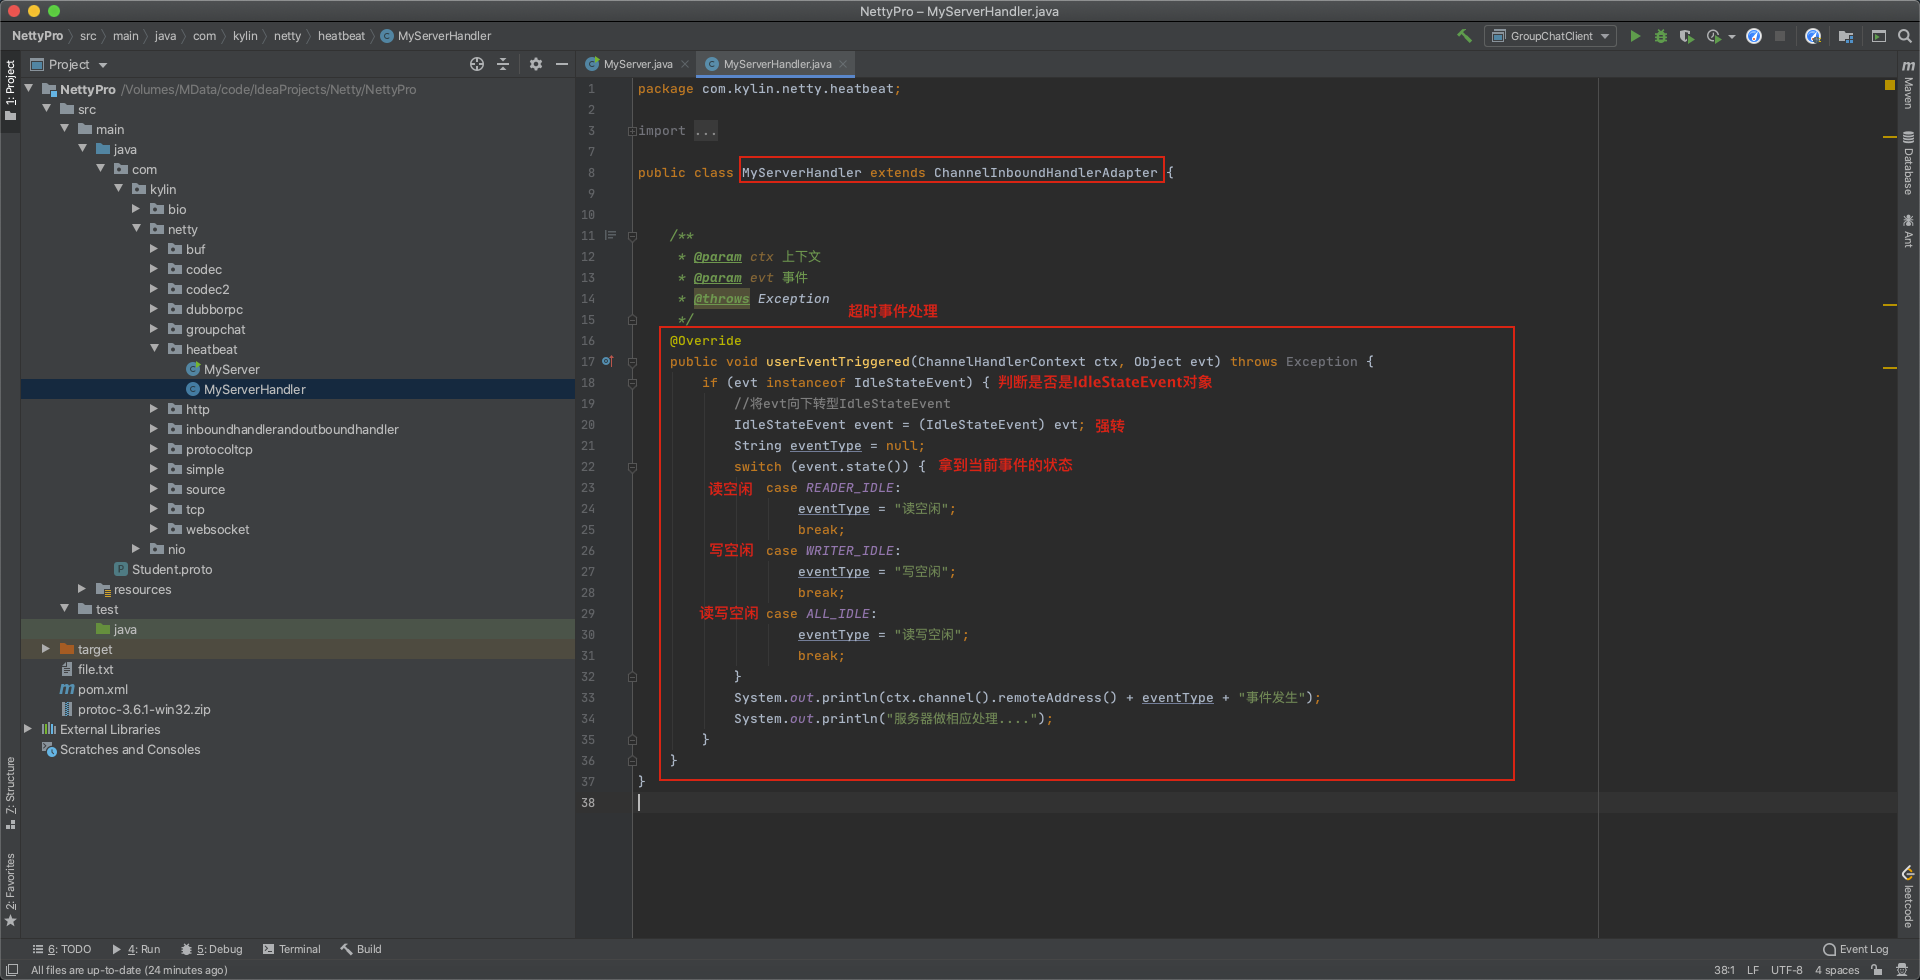 NettyPro – MyServerHandler.java
NettyPro src main java com kylin netty heatbeat MyServerHandler
GroupChatClient
1: Project
Project
NettyPro /Volumes/MData/code/IdeaProjects/Netty/NettyPro
src
main
java
com
kylin
bio
netty
buf
codec
codec2
dubborpc
groupchat
heatbeat
MyServer
MyServerHandler
http
inboundhandlerandoutboundhandler
protocoltcp
simple
source
tcp
websocket
nio
Student.proto
resources
test
java
target
file.txt
pom.xml
protoc-3.6.1-win32.zip
External Libraries
Scratches and Consoles
Z: Structure
2: Favorites
MyServer.java MyServerHandler.java
1 package com.kylin.netty.heatbeat;
2
3 import ...
7
8 public class MyServerHandler extends ChannelInboundHandlerAdapter {
9
10
11 /**
12 * @param ctx 上下文
13 * @param evt 事件
14 * @throws Exception
超时事件处理
15 */
16 @Override
17 public void userEventTriggered(ChannelHandlerContext ctx, Object evt) throws Exception {
18 if (evt instanceof IdleStateEvent) { 判断是否是IdleStateEvent对象
19 //将evt向下转型IdleStateEvent
20 IdleStateEvent event = (IdleStateEvent) evt; 强转
21 String eventType = null;
22 switch (event.state()) { 拿到当前事件的状态
23 读空闲 case READER_IDLE:
24 eventType = "读空闲";
25 break;
26 写空闲 case WRITER_IDLE:
27 eventType = "写空闲";
28 break;
29 读写空闲 case ALL_IDLE:
30 eventType = "读写空闲";
31 break;
32 }
33 System.out.println(ctx.channel().remoteAddress() + eventType + "事件发生");
34 System.out.println("服务器做相应处理....");
35 }
36 }
37 }
38
m Maven
Database
Ant
leetcode
6: TODO 4: Run 5: Debug Terminal Build Event Log
All files are up-to-date (24 minutes ago) 38:1 LF UTF-8 4 spaces